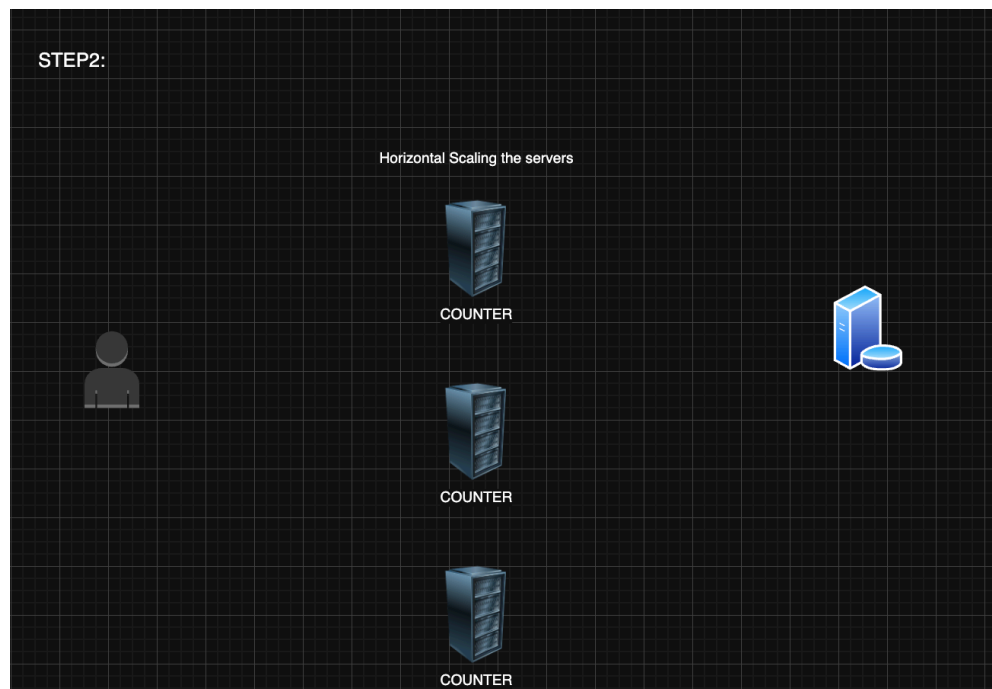 STEP2:
Horizontal Scaling the servers
COUNTER
COUNTER
COUNTER